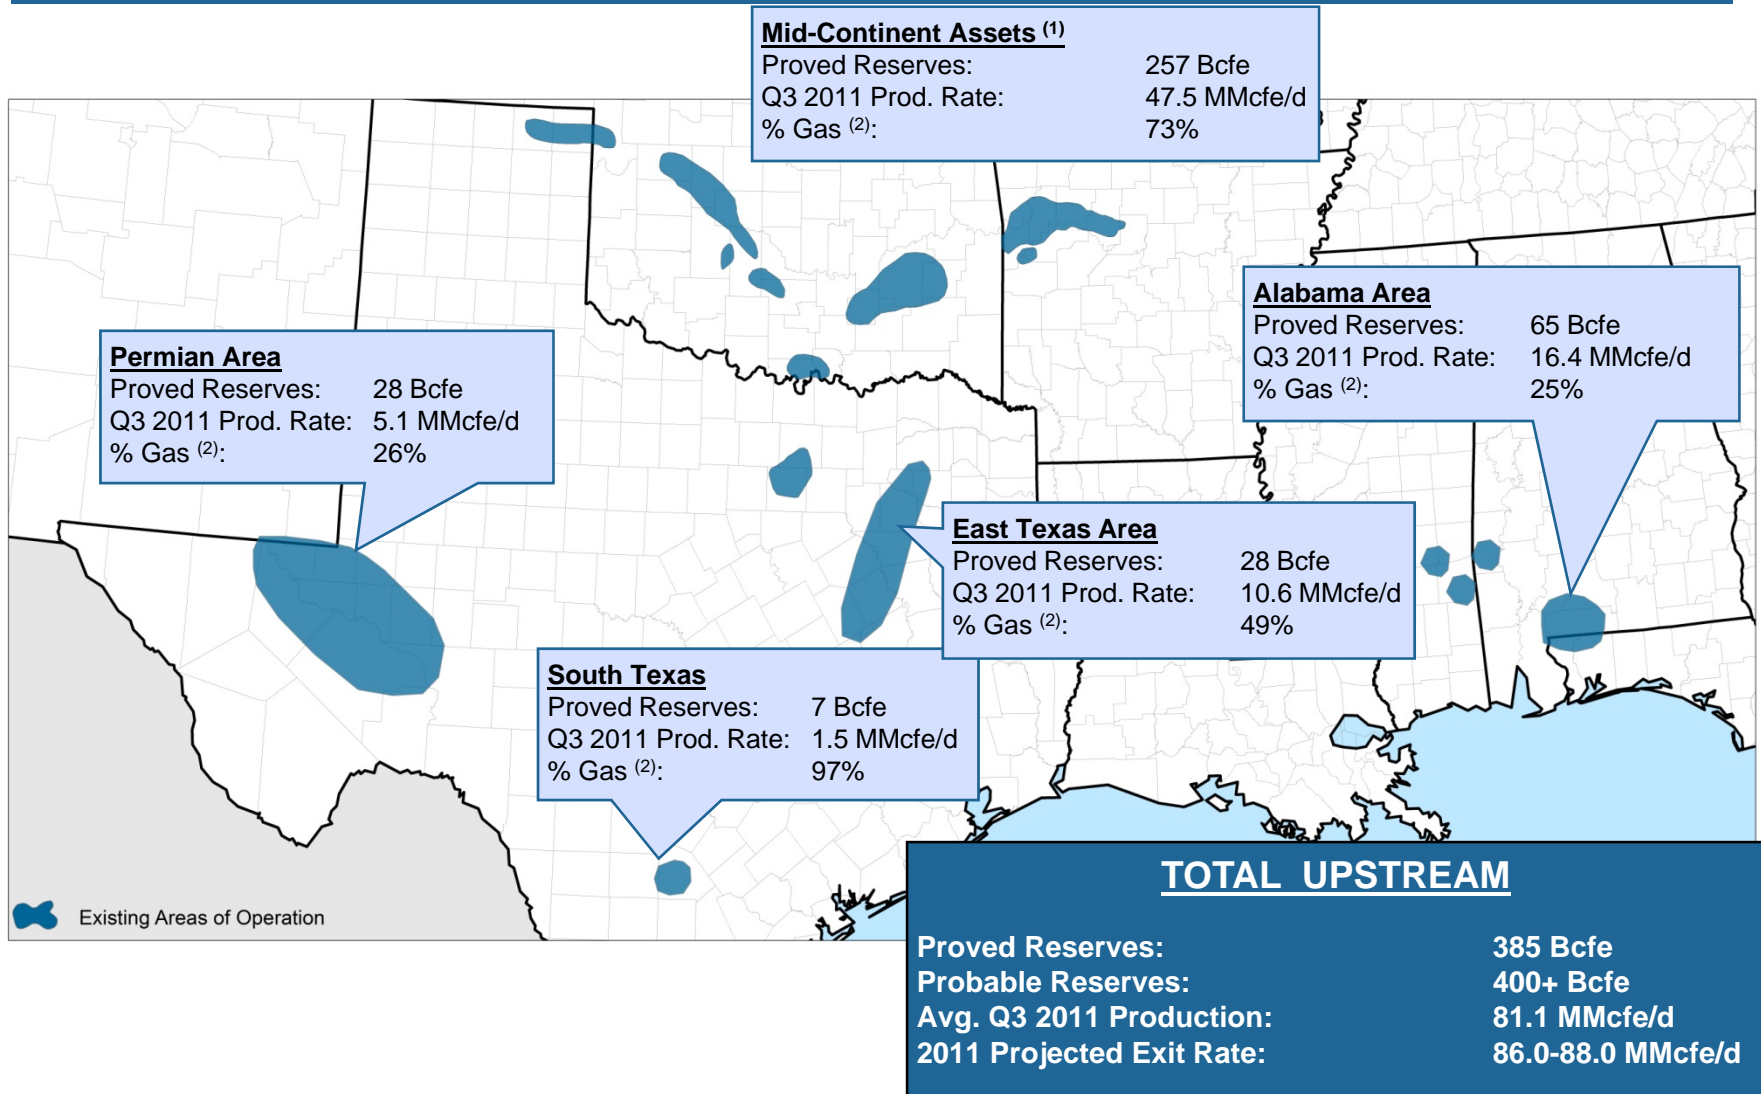 Mid-Continent Assets (1)
Proved Reserves: 257 Bcfe
Q3 2011 Prod. Rate: 47.5 MMcfe/d
% Gas (2): 73%
Alabama Area
Proved Reserves: 65 Bcfe
Q3 2011 Prod. Rate: 16.4 MMcfe/d
% Gas (2): 25%
Permian Area
Proved Reserves: 28 Bcfe
Q3 2011 Prod. Rate: 5.1 MMcfe/d
% Gas (2): 26%
East Texas Area
Proved Reserves: 28 Bcfe
Q3 2011 Prod. Rate: 10.6 MMcfe/d
% Gas (2): 49%
South Texas
Proved Reserves: 7 Bcfe
Q3 2011 Prod. Rate: 1.5 MMcfe/d
% Gas (2): 97%
Existing Areas of Operation
TOTAL UPSTREAM
Proved Reserves: 385 Bcfe
Probable Reserves: 400+ Bcfe
Avg. Q3 2011 Production: 81.1 MMcfe/d
2011 Projected Exit Rate: 86.0-88.0 MMcfe/d